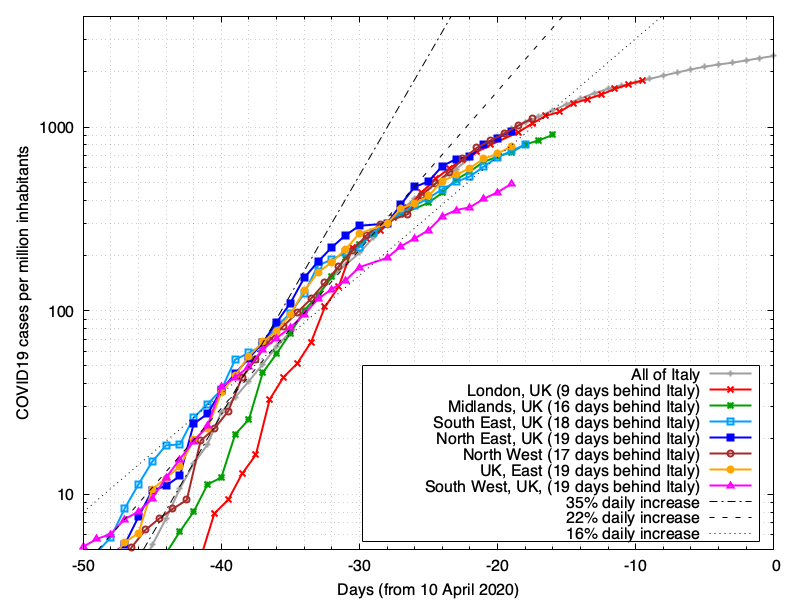 COVID19 cases per million inhabitants
1000
100
10
All of Italy
London, UK (9 days behind Italy)
Midlands, UK (16 days behind Italy)
South East, UK (18 days behind Italy)
North East, UK (19 days behind Italy)
North West (17 days behind Italy)
UK, East (19 days behind Italy)
South West, UK, (19 days behind Italy)
35% daily increase
22% daily increase
16% daily increase
-50 -40 -30 -20 -10 0
Days (from 10 April 2020)